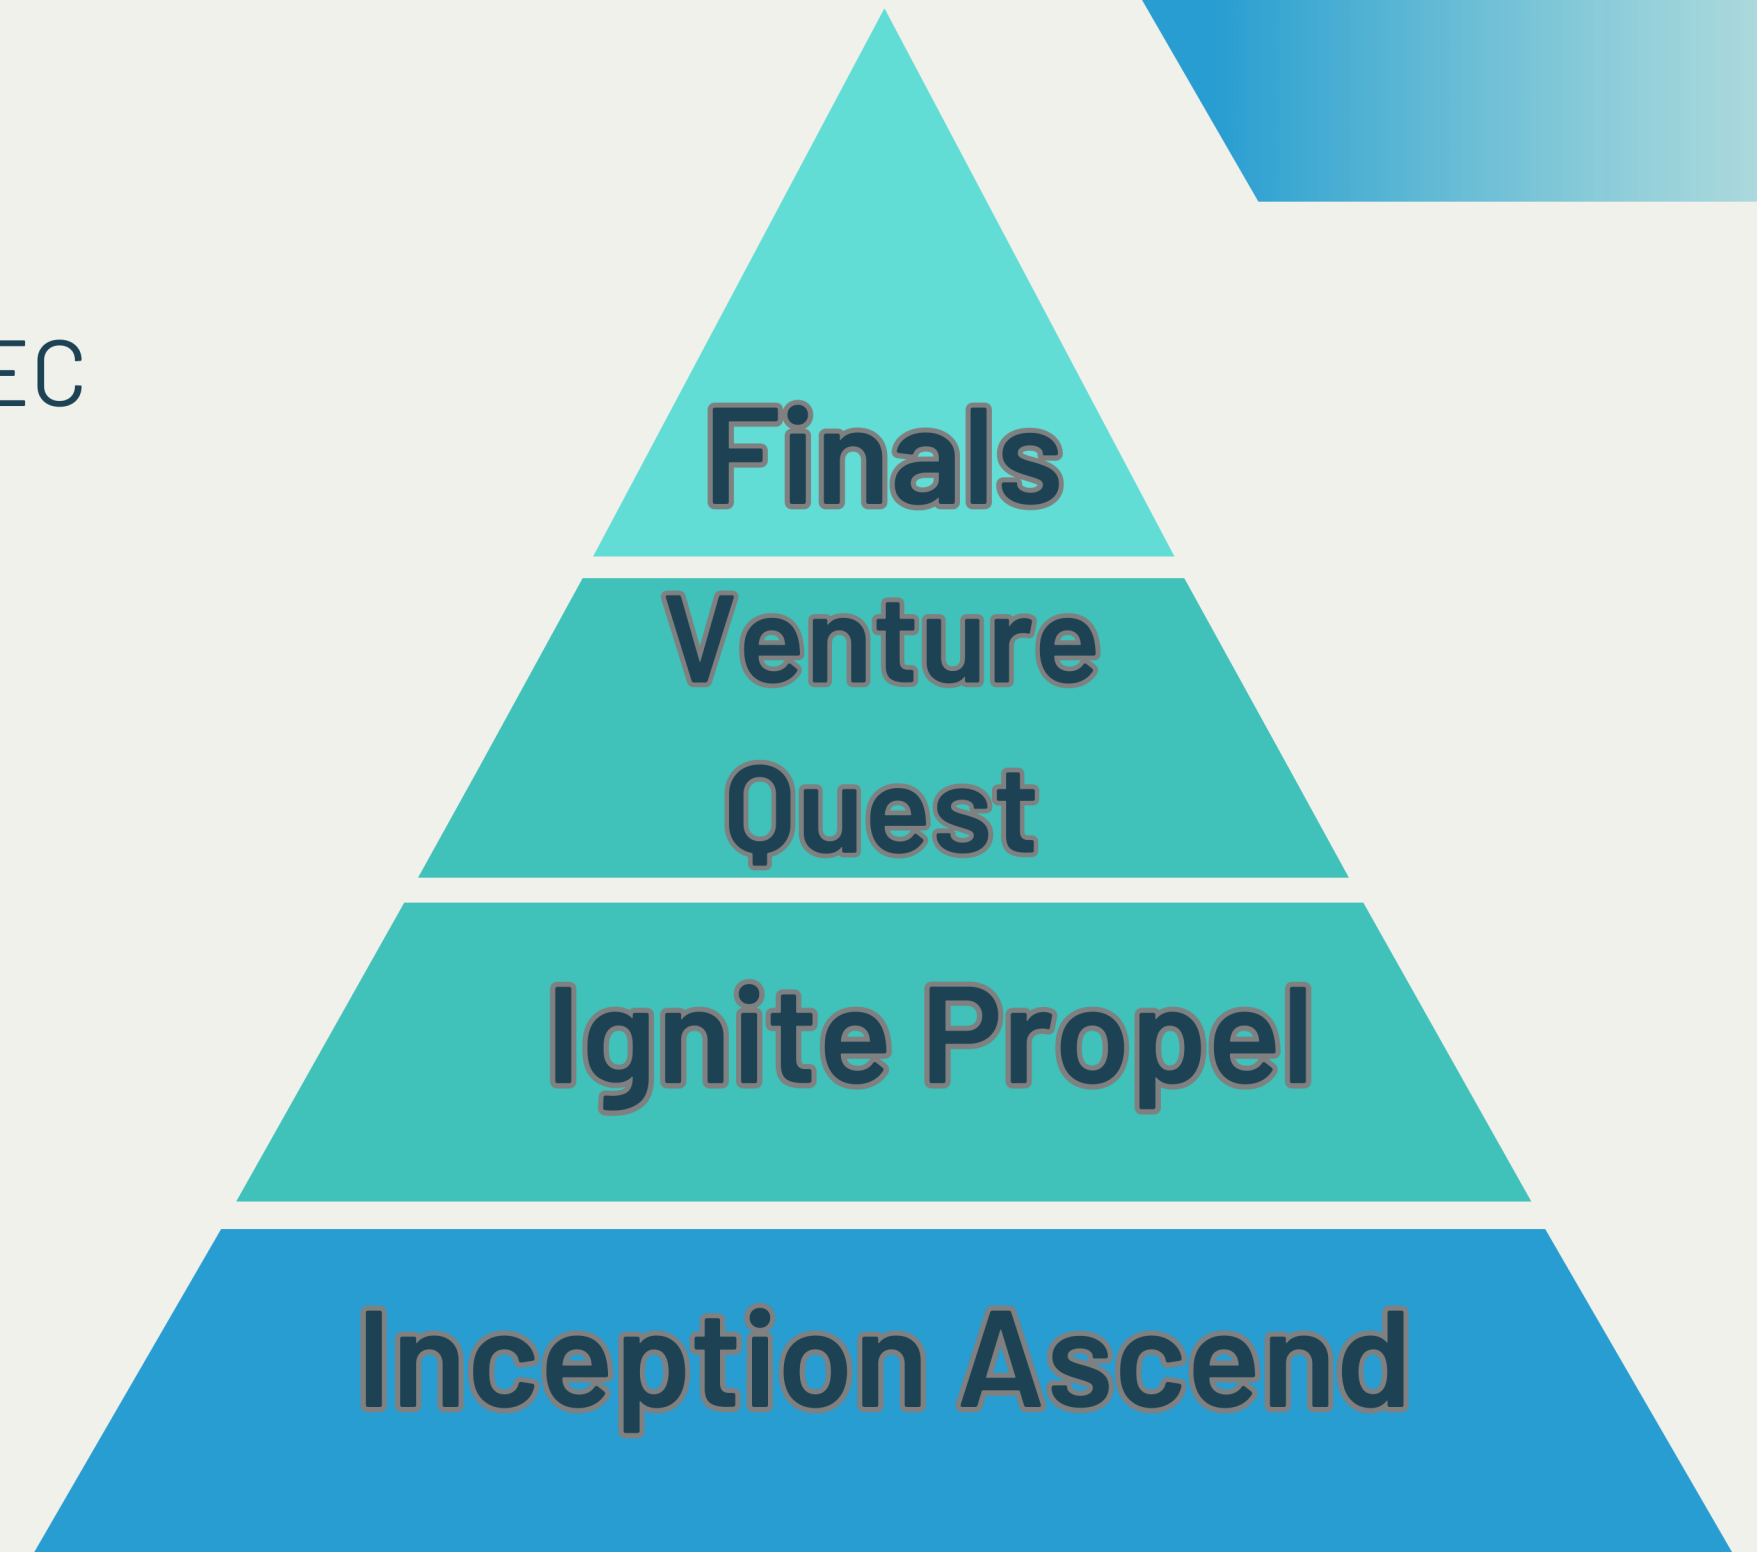 EC
Finals
Venture
Quest
Ignite Propel
Inception Ascend